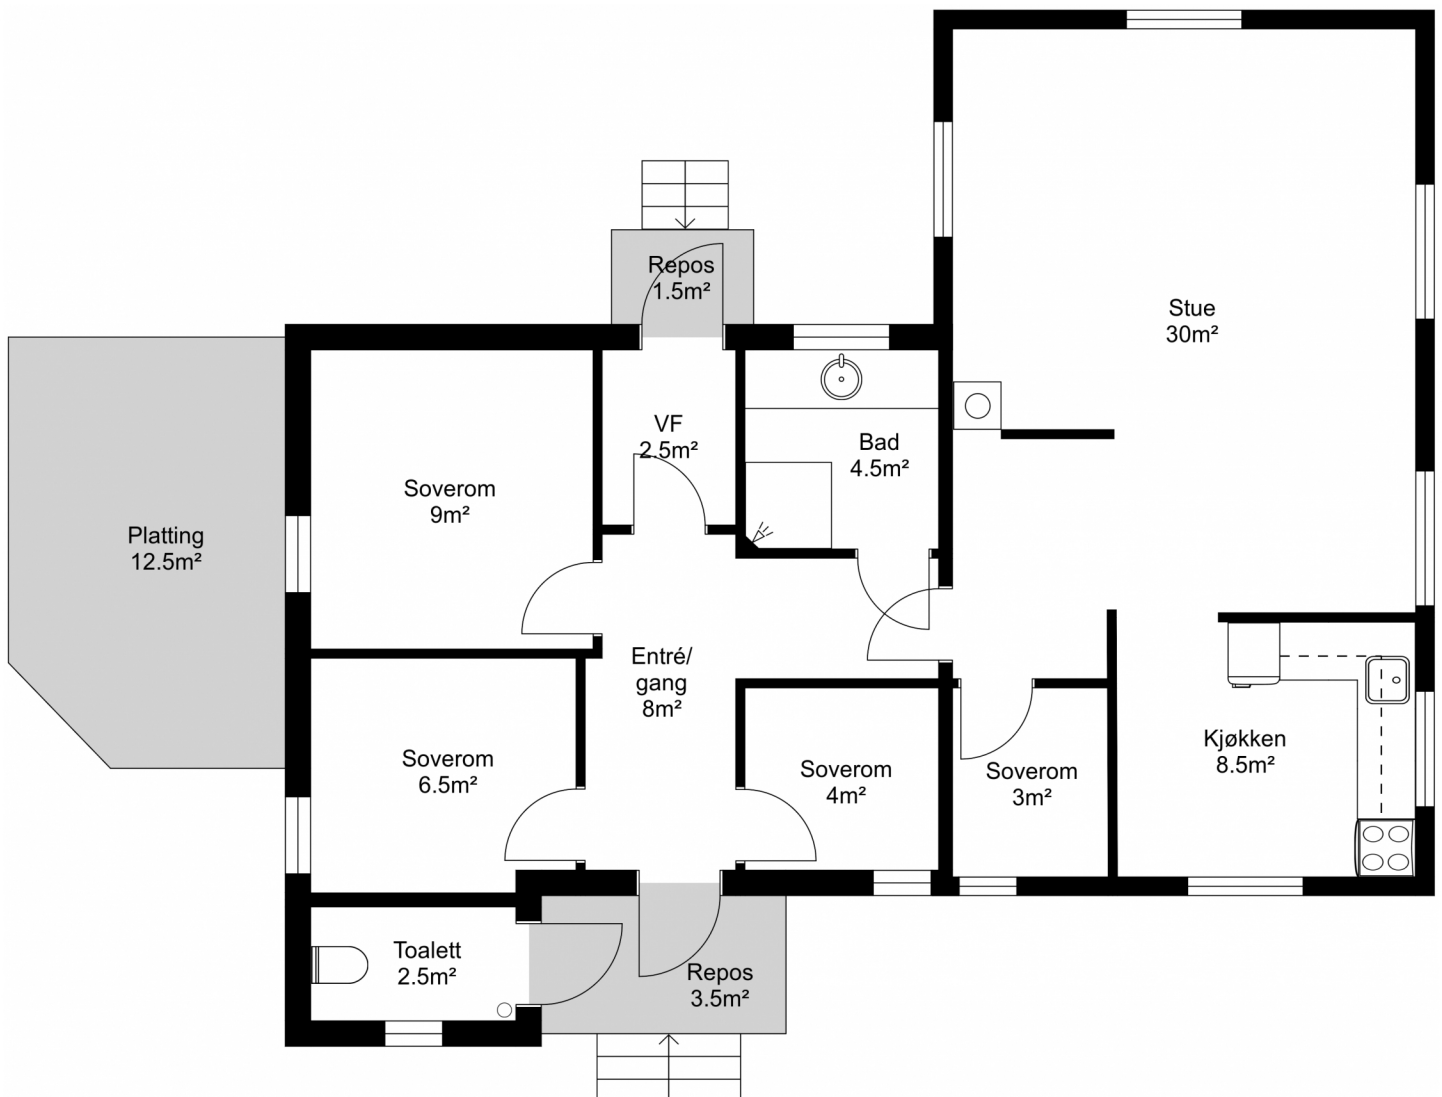 Repos
1.5m²
Stue
30m²
VF
2.5m²
Bad
4.5m²
Soverom
9m²
Platting
12.5m²
Entré/
gang
8m²
Soverom
6.5m²
Soverom
4m²
Soverom
3m²
Kjøkken
8.5m²
Toalett
2.5m²
Repos
3.5m²